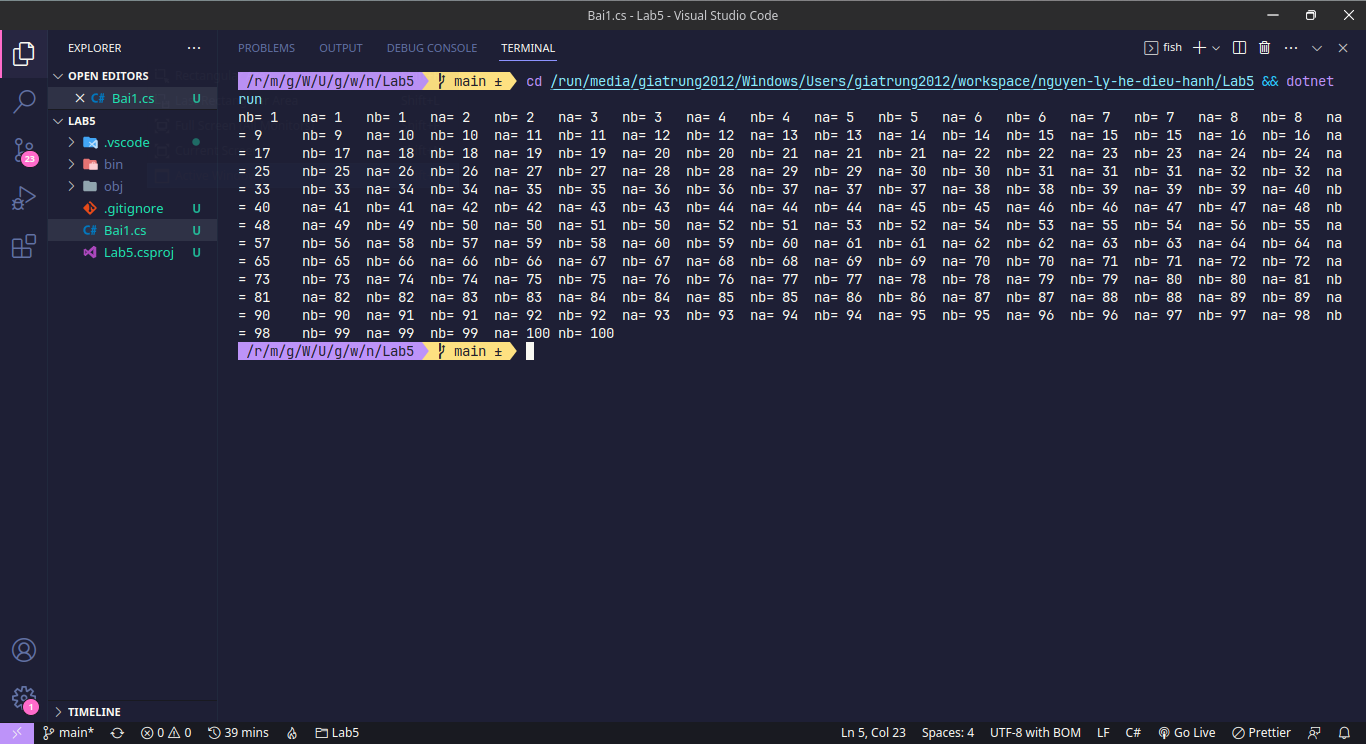 Bai1.cs - Lab5 - Visual Studio Code
EXPLORER
OPEN EDITORS
C# Bai1.cs U
LAB5
.vscode
bin
obj
.gitignore U
C# Bai1.cs U
Lab5.csproj U
TIMELINE
23
1
PROBLEMS OUTPUT DEBUG CONSOLE TERMINAL
fish
/r/m/g/W/U/g/w/n/Lab5 main ± cd /run/media/giatrung2012/Windows/Users/giatrung2012/workspace/nguyen-ly-he-dieu-hanh/Lab5 && dotnet
run
nb= 1 na= 1 nb= 1 na= 2 nb= 2 na= 3 nb= 3 na= 4 nb= 4 na= 5 nb= 5 na= 6 nb= 6 na= 7 nb= 7 na= 8 nb= 8 na
= 9 nb= 9 na= 10 nb= 10 na= 11 nb= 11 na= 12 nb= 12 na= 13 nb= 13 na= 14 nb= 14 na= 15 nb= 15 na= 16 nb= 16 na
= 17 nb= 17 na= 18 nb= 18 na= 19 nb= 19 na= 20 nb= 20 na= 21 nb= 21 na= 22 nb= 22 na= 23 nb= 23 na= 24 nb= 24 na
= 25 nb= 25 na= 26 nb= 26 na= 27 nb= 27 na= 28 nb= 28 na= 29 nb= 29 na= 30 nb= 30 na= 31 nb= 31 na= 32 nb= 32 na
= 33 nb= 33 na= 34 nb= 34 na= 35 nb= 35 na= 36 nb= 36 na= 37 nb= 37 na= 38 nb= 38 na= 39 nb= 39 na= 40 nb
= 40 na= 41 nb= 41 na= 42 nb= 42 na= 43 nb= 43 na= 44 nb= 44 na= 45 nb= 45 na= 46 nb= 46 na= 47 nb= 47 na= 48 nb
= 48 na= 49 nb= 49 na= 50 na= 50 na= 51 nb= 50 na= 52 nb= 51 na= 53 nb= 52 na= 54 nb= 53 na= 55 nb= 54 na= 56 nb= 55 na
= 57 nb= 56 na= 58 nb= 57 na= 59 nb= 58 na= 60 nb= 59 na= 60 na= 61 nb= 61 na= 62 nb= 62 na= 63 nb= 63 na= 64 nb= 64 na
= 65 nb= 65 na= 66 nb= 66 na= 67 nb= 67 na= 68 nb= 68 na= 69 nb= 69 na= 70 nb= 70 na= 71 nb= 71 na= 72 nb= 72 na
= 73 nb= 73 na= 74 nb= 74 na= 75 nb= 75 na= 76 nb= 76 na= 77 nb= 77 na= 78 nb= 78 na= 79 nb= 79 na= 80 nb= 80 na= 81 nb
= 81 na= 82 nb= 82 na= 83 nb= 83 na= 84 nb= 84 na= 85 nb= 85 na= 86 nb= 86 na= 87 nb= 87 na= 88 nb= 88 na= 89 nb= 89 na
= 90 nb= 90 na= 91 nb= 91 na= 92 nb= 92 na= 93 nb= 93 na= 94 nb= 94 na= 95 nb= 95 na= 96 nb= 96 na= 97 nb= 97 na= 98 nb
= 98 nb= 99 na= 99 nb= 99 na= 100 nb= 100
/r/m/g/W/U/g/w/n/Lab5 main ±
main* 0 0 39 mins Lab5 Ln 5, Col 23 Spaces: 4 UTF-8 with BOM LF C# Go Live Prettier